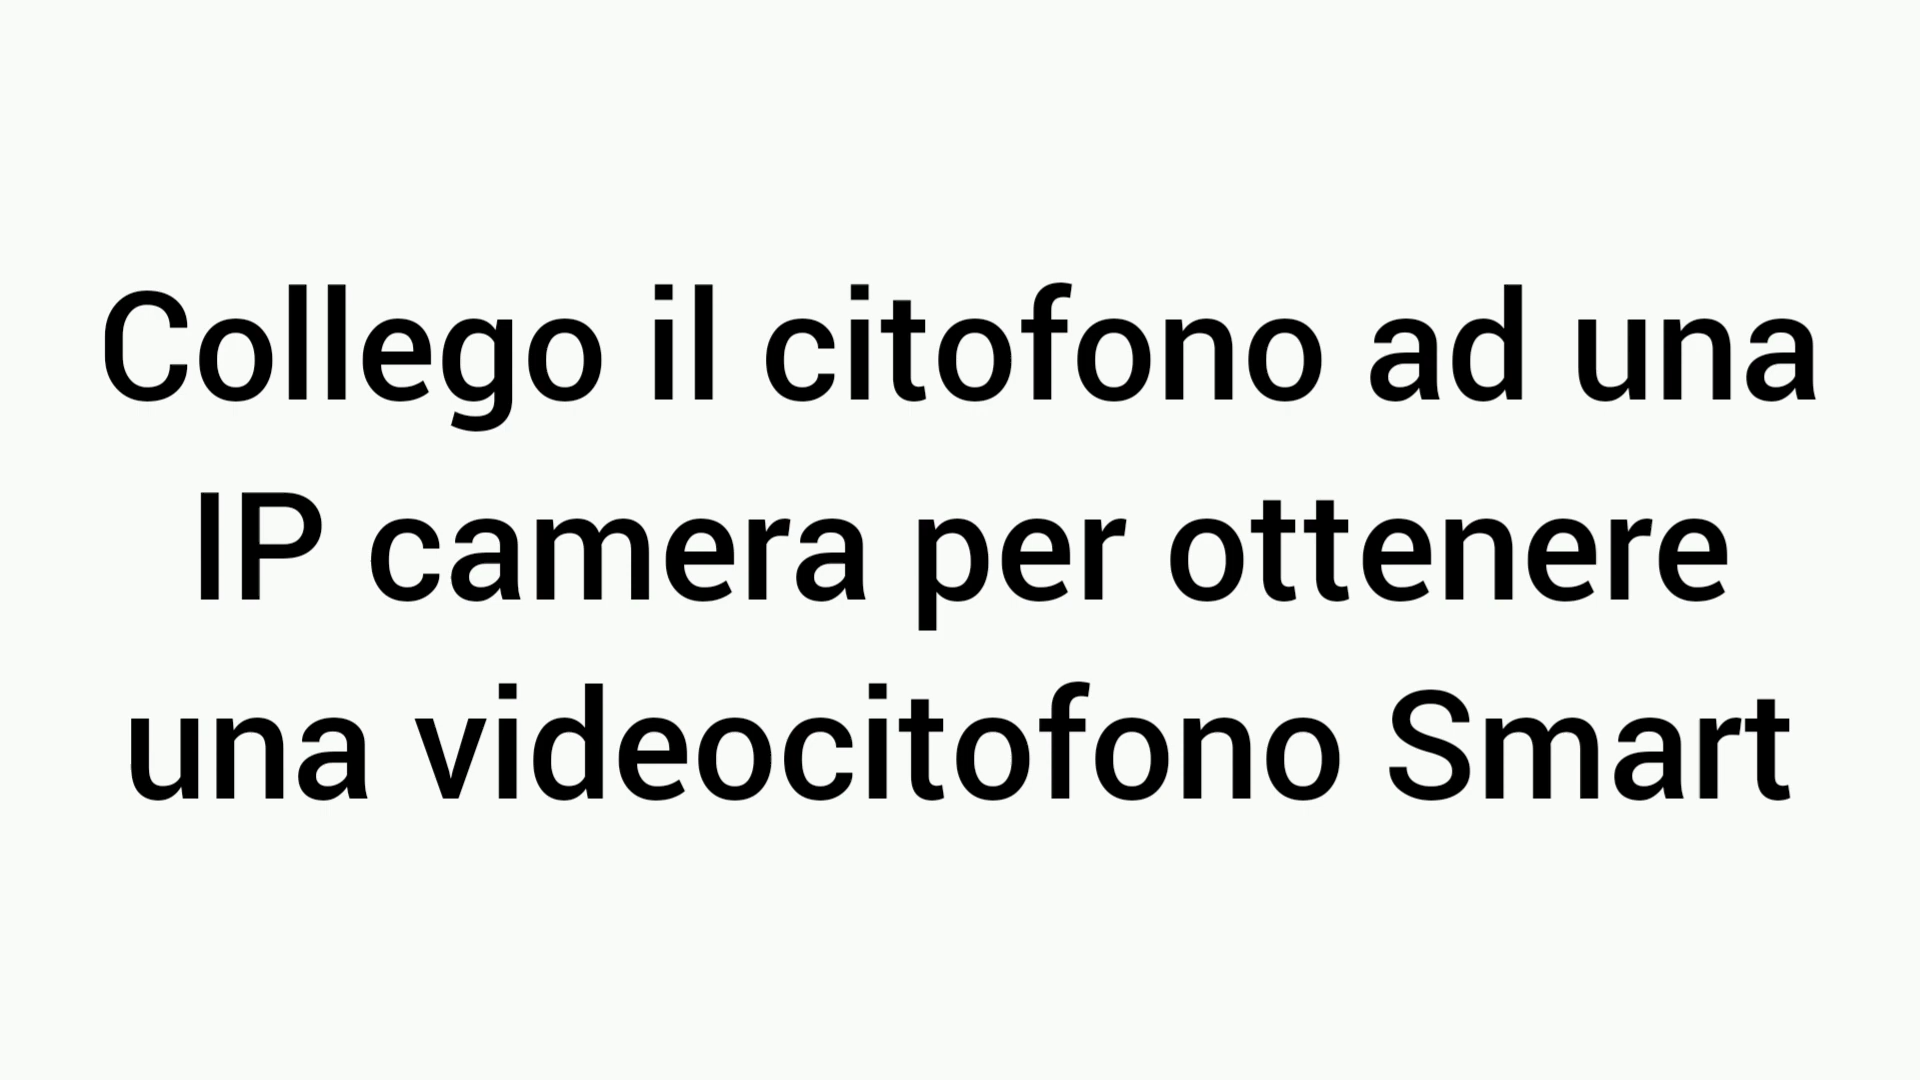 Collego il citofono ad una
IP camera per ottenere
una videocitofono Smart